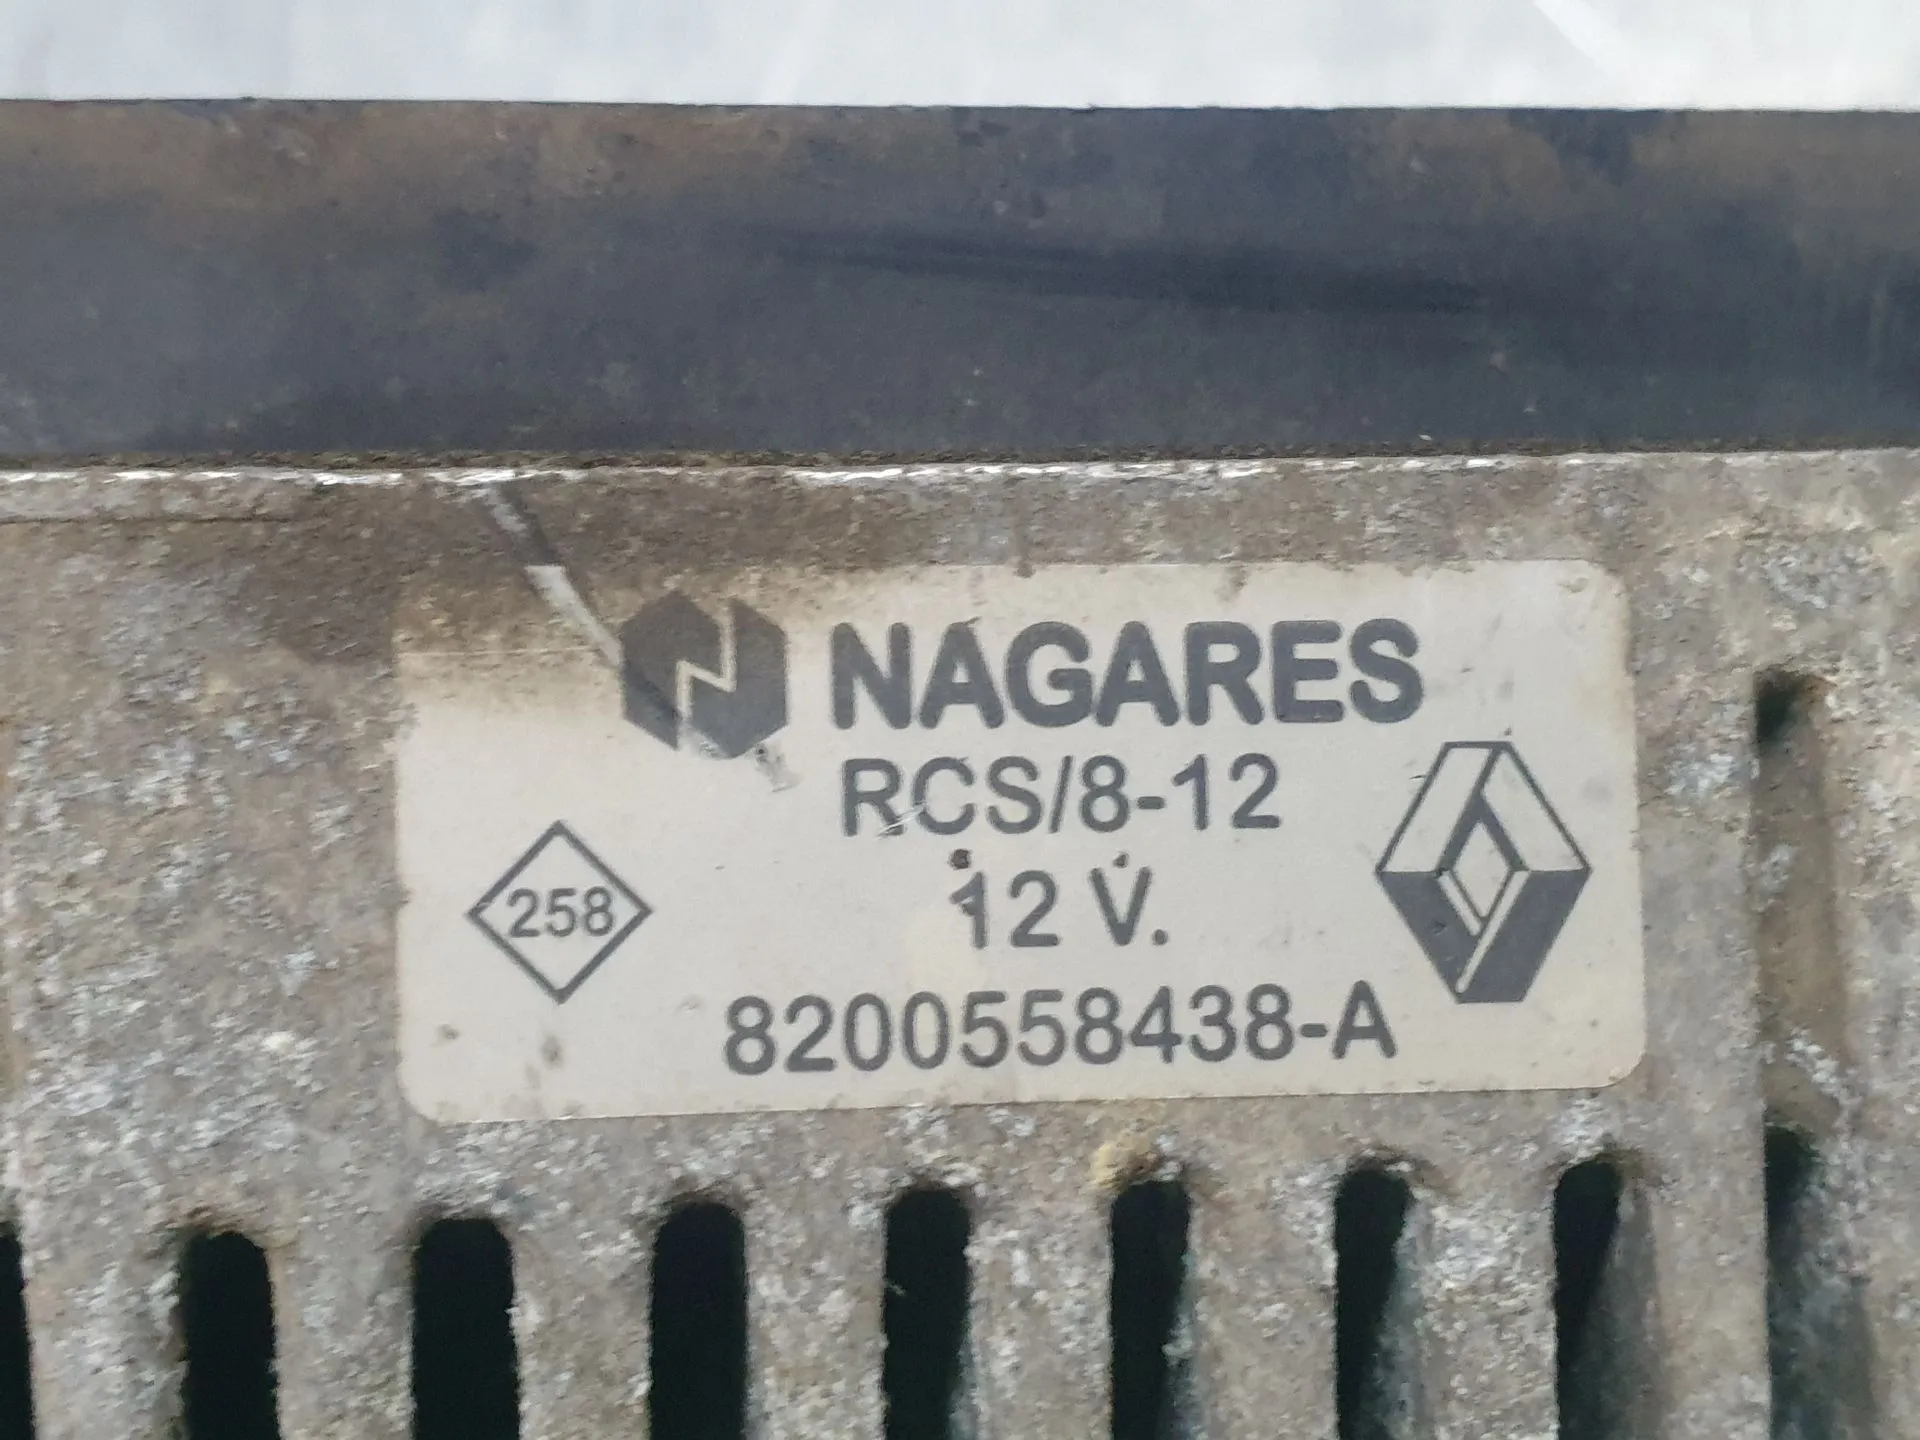 NAGARES
RCS/8-12
258
12 V.
8200558438-A